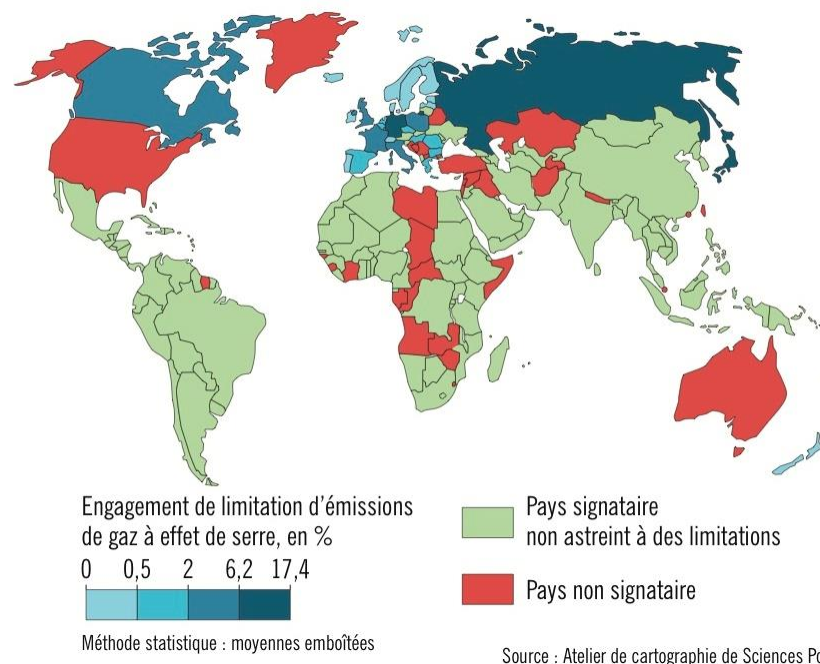 Engagement de limitation d'émissions
de gaz à effet de serre, en %
0 0,5 2 6,2 17,4
Méthode statistique : moyennes emboîtées
Pays signataire
non astreint à des limitations
Pays non signataire
Source : Atelier de cartographie de Sciences